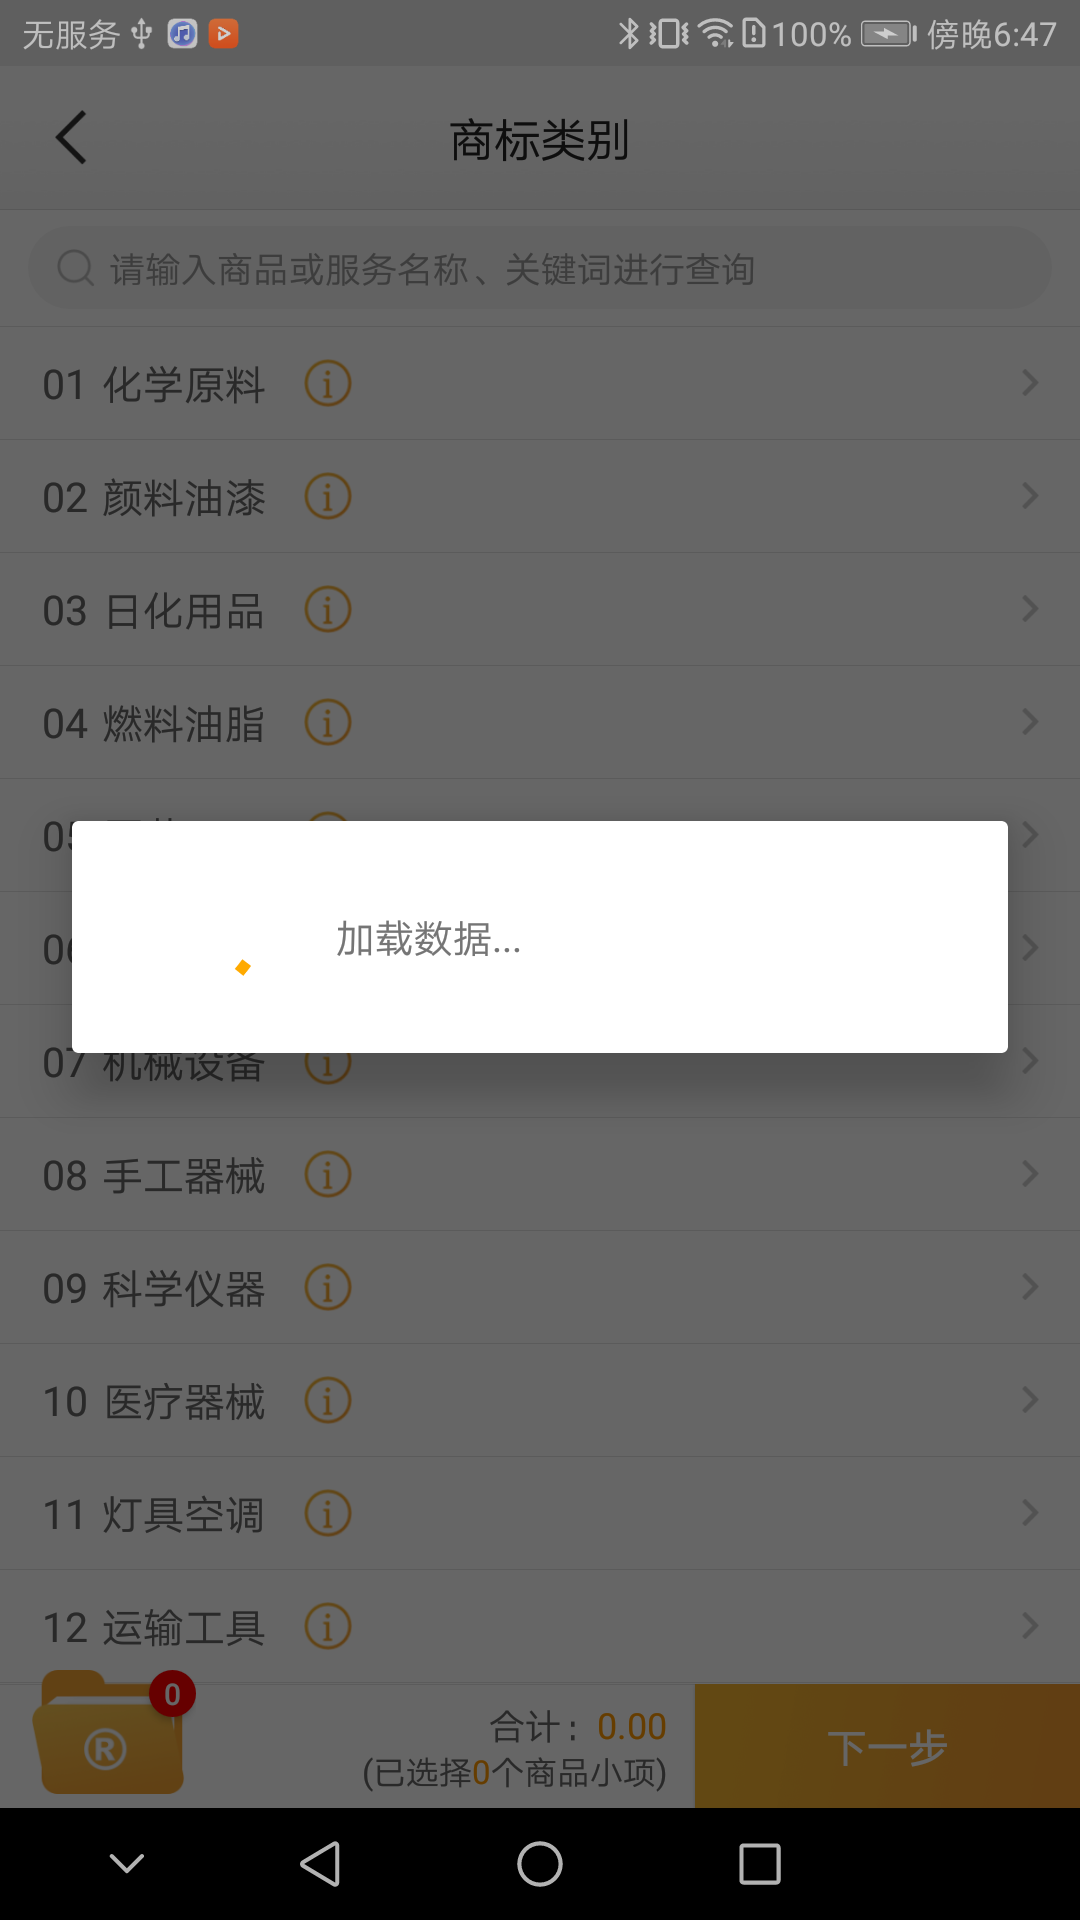 无服务 100% 傍晚6:47
商标类别
请输入商品或服务名称、关键词进行查询
01 化学原料
02 颜料油漆
03 日化用品
04 燃料油脂
05
加载数据...
06
07 机械设备
08 手工器械
09 科学仪器
10 医疗器械
11 灯具空调
12 运输工具
0
®
合计：0.00
(已选择0个商品小项)
下一步